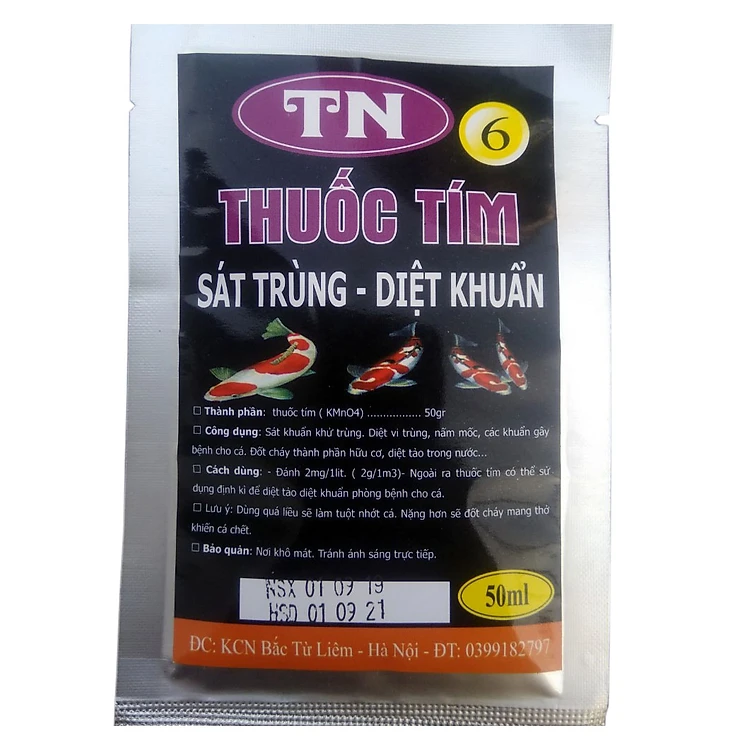 TN
6
THUỐC TÍM
SÁT TRÙNG - DIỆT KHUẨN
□ Thành phần: thuốc tím ( KMnO4) ................. 50gr
□ Công dụng: Sát khuẩn khử trùng. Diệt vi trùng, nấm mốc, các khuẩn gây
bệnh cho cá. Đốt cháy thành phần hữu cơ, diệt tảo trong nước...
□ Cách dùng: - Đánh 2mg/1lit. ( 2g/1m3)- Ngoài ra thuốc tím có thể sử
dụng định kì để diệt tảo diệt khuẩn phòng bệnh cho cá.
□ Lưu ý: Dùng quá liều sẽ làm tuột nhớt cá. Nặng hơn sẽ đốt cháy mang thở
khiến cá chết.
□ Bảo quản: Nơi khô mát. Tránh ánh sáng trực tiếp.
NSX 01 09 19
HSD 01 09 21
50ml
ĐC: KCN Bắc Từ Liêm - Hà Nội - ĐT: 0399182797